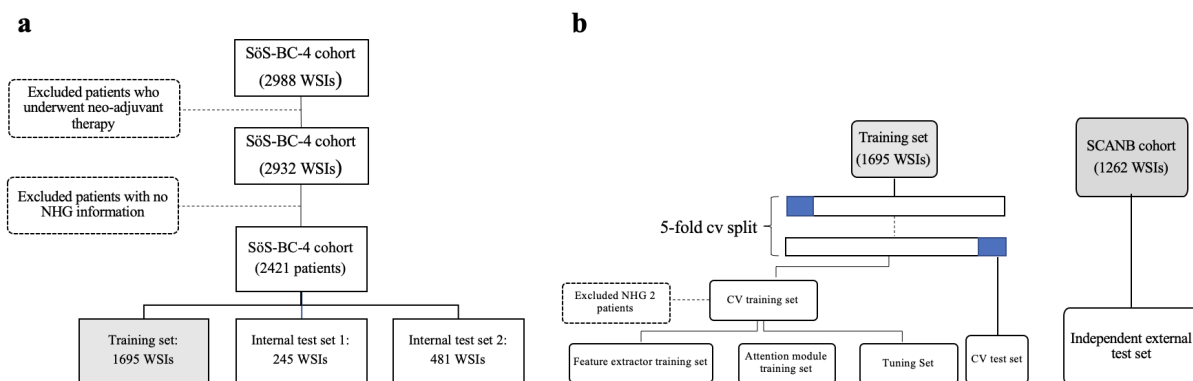 a
SöS-BC-4 cohort
(2988 WSIs)
Excluded patients who
underwent neo-adjuvant
therapy
SöS-BC-4 cohort
(2932 WSIs)
Excluded patients with no
NHG information
SöS-BC-4 cohort
(2421 patients)
Training set:
1695 WSIs
Internal test set 1:
245 WSIs
Internal test set 2:
481 WSIs
b
Training set
(1695 WSIs)
5-fold cv split
Excluded NHG 2
patients
CV training set
Feature extractor training set
Attention module
training set
Tuning Set
CV test set
SCANB cohort
(1262 WSIs)
Independent external
test set